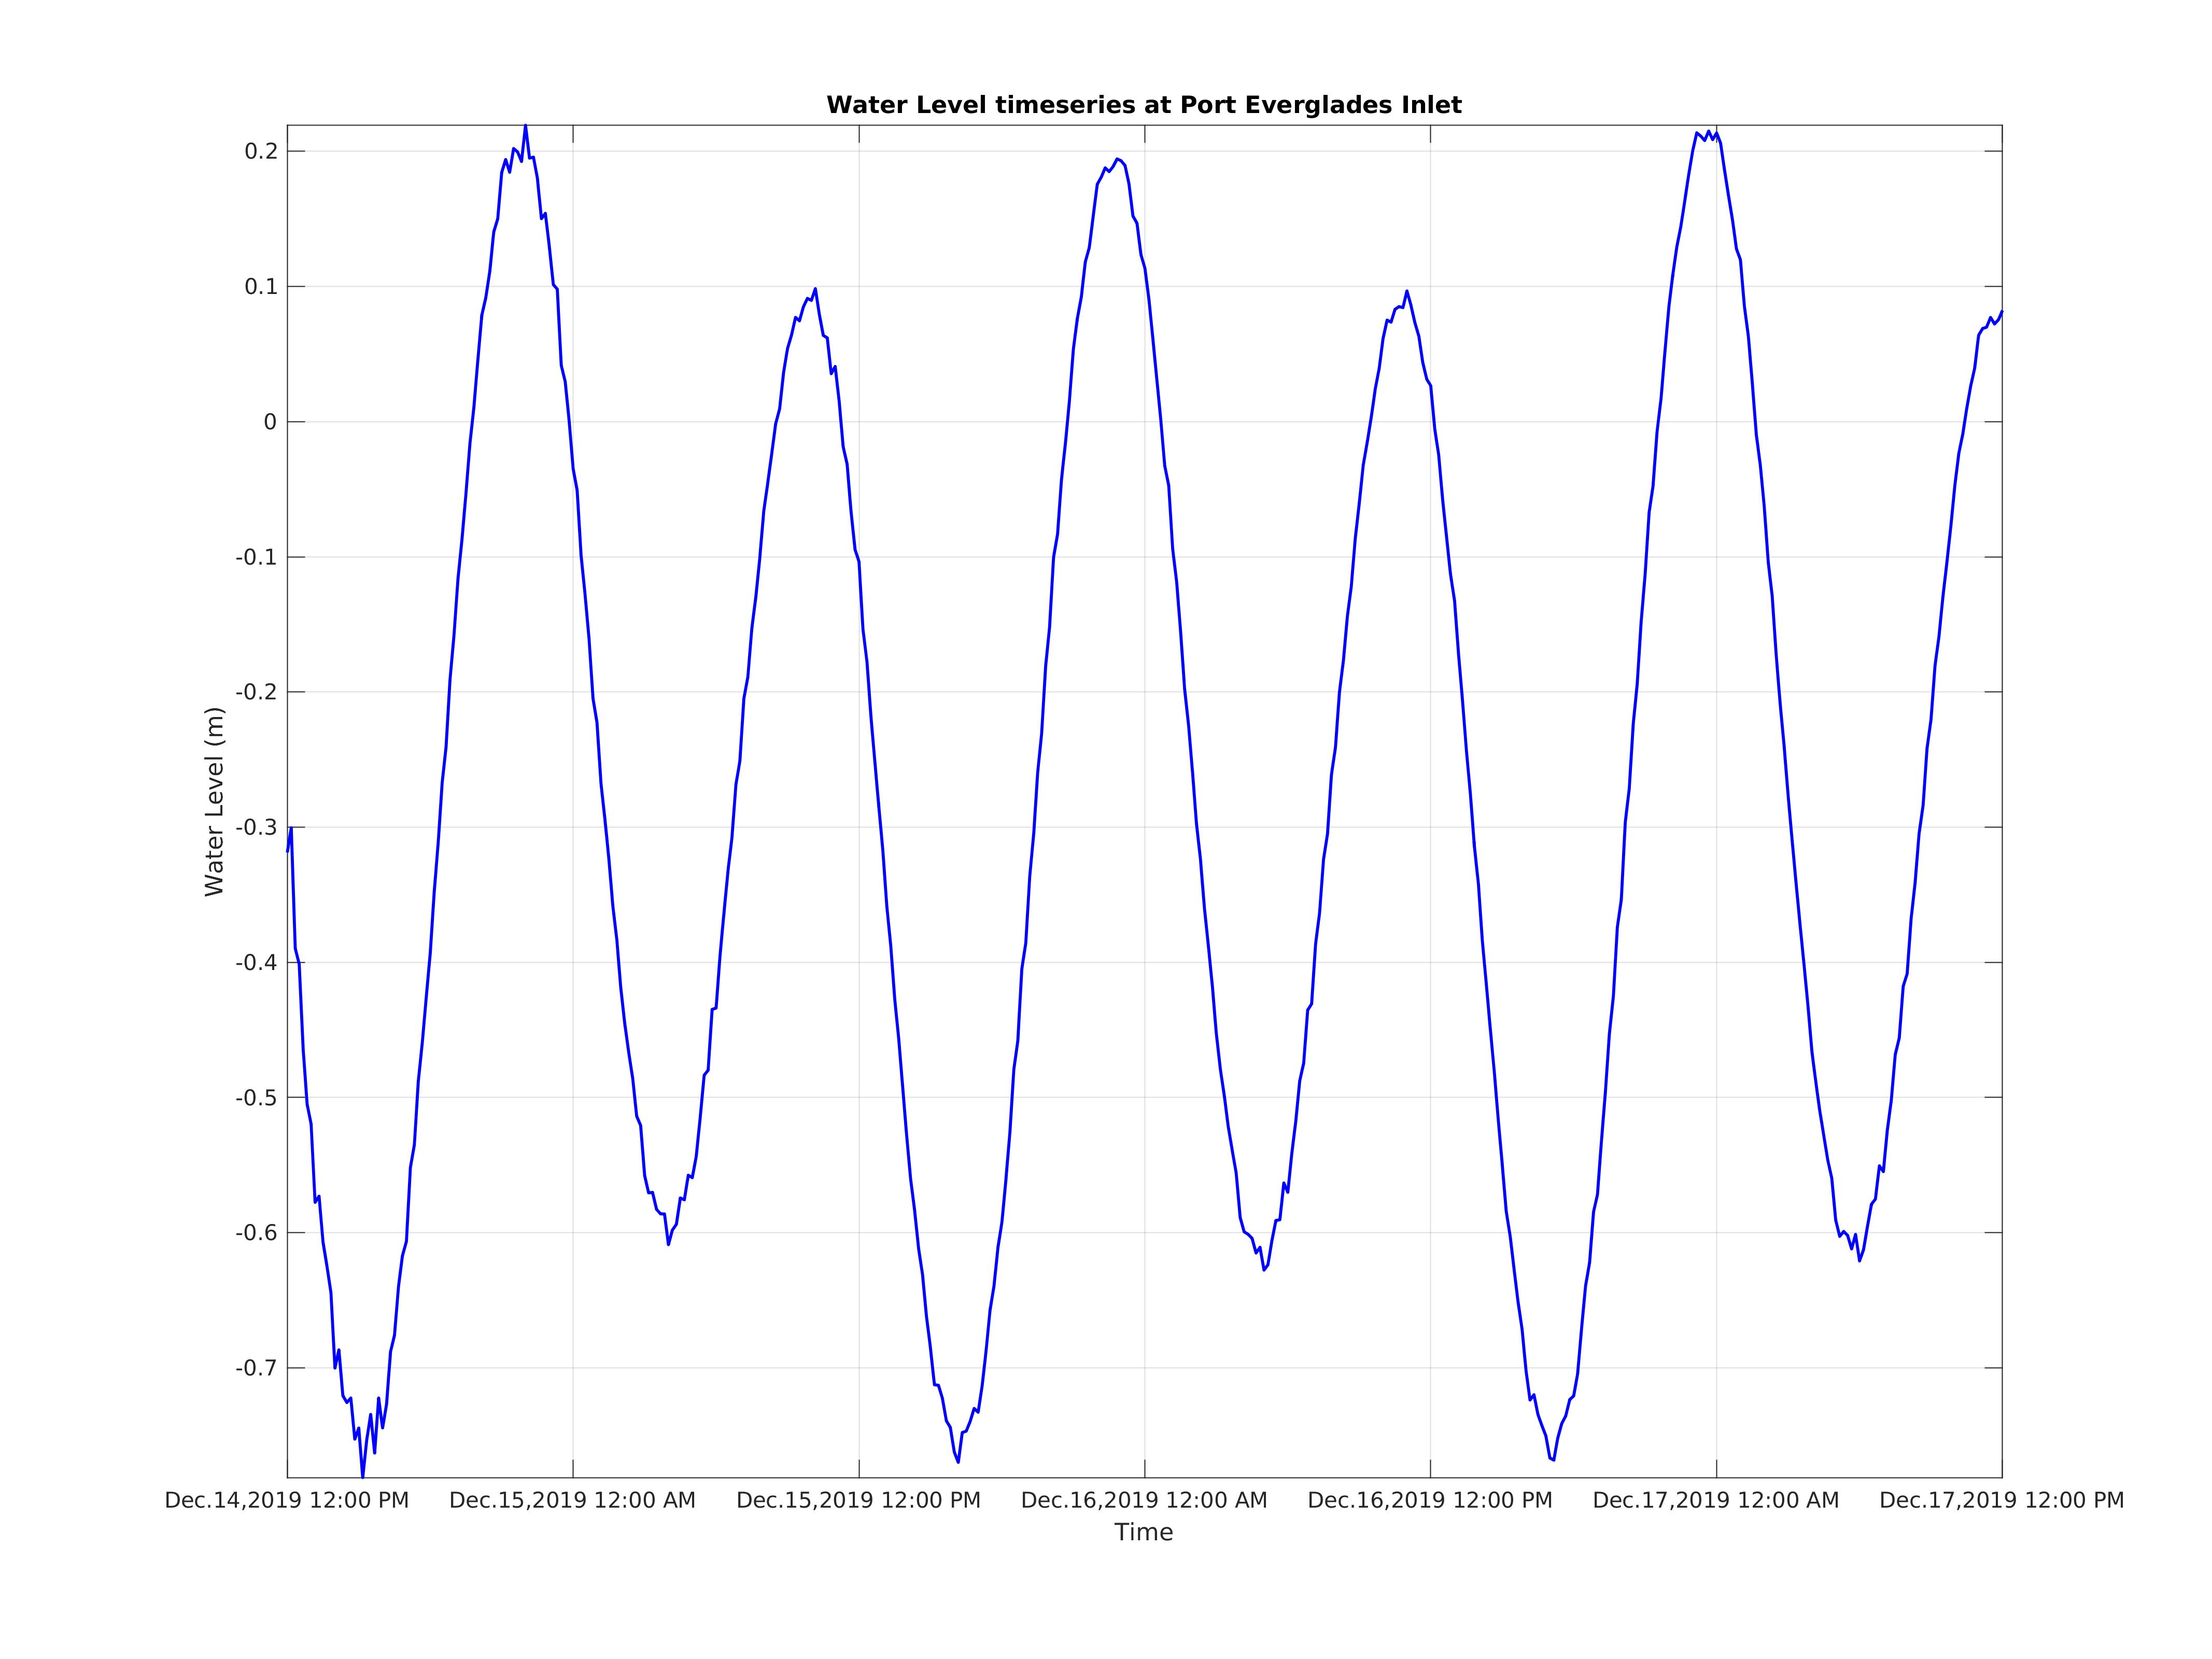 Water Level timeseries at Port Everglades Inlet
0.2
0.1
0
-0.1
-0.2
-0.3
-0.4
-0.5
-0.6
-0.7
Water Level (m)
Dec.14,2019 12:00 PM Dec.15,2019 12:00 AM Dec.15,2019 12:00 PM Dec.16,2019 12:00 AM Dec.16,2019 12:00 PM Dec.17,2019 12:00 AM Dec.17,2019 12:00 PM
Time